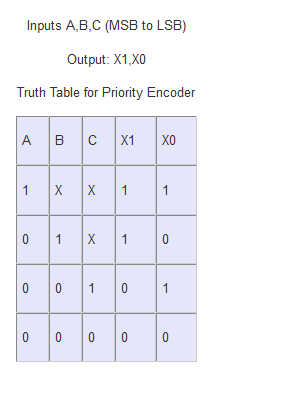 Inputs A,B,C (MSB to LSB)
Output: X1,X0
Truth Table for Priority Encoder
A B C X1 X0
1 X X 1 1
0 1 X 1 0
0 0 1 0 1
0 0 0 0 0